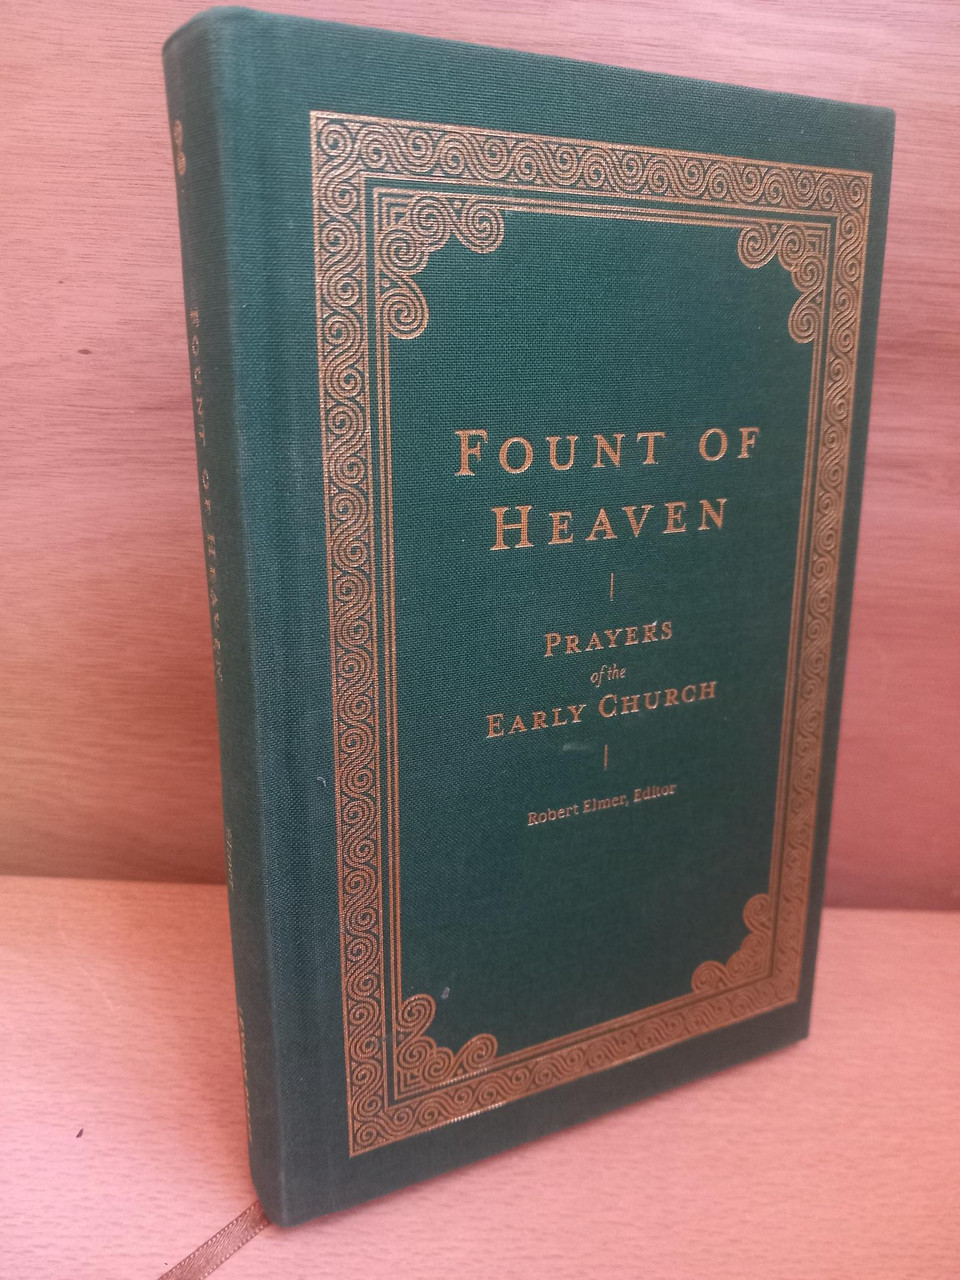 FOUNT OF
HEAVEN
PRAYERS
of the
EARLY CHURCH
Robert Elmer, Editor
FOUNT OF HEAVEN